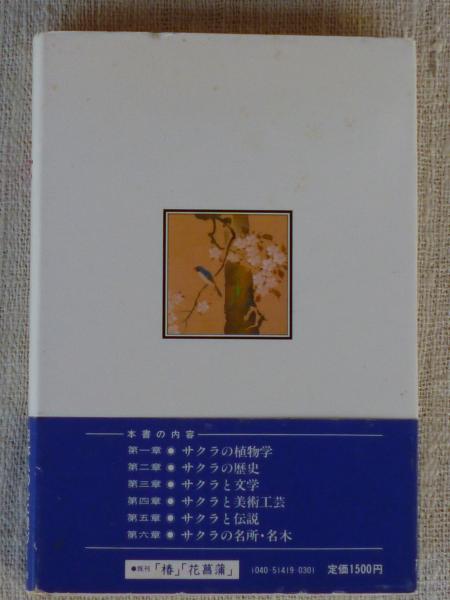 本書の内容
第一章●サクラの植物学
第二章●サクラの歴史
第三章●サクラと文学
第四章●サクラと美術工芸
第五章●サクラと伝説
第六章●サクラの名所・名木
●既刊「椿」「花菖蒲」 1040-51419-0301 定価1500円